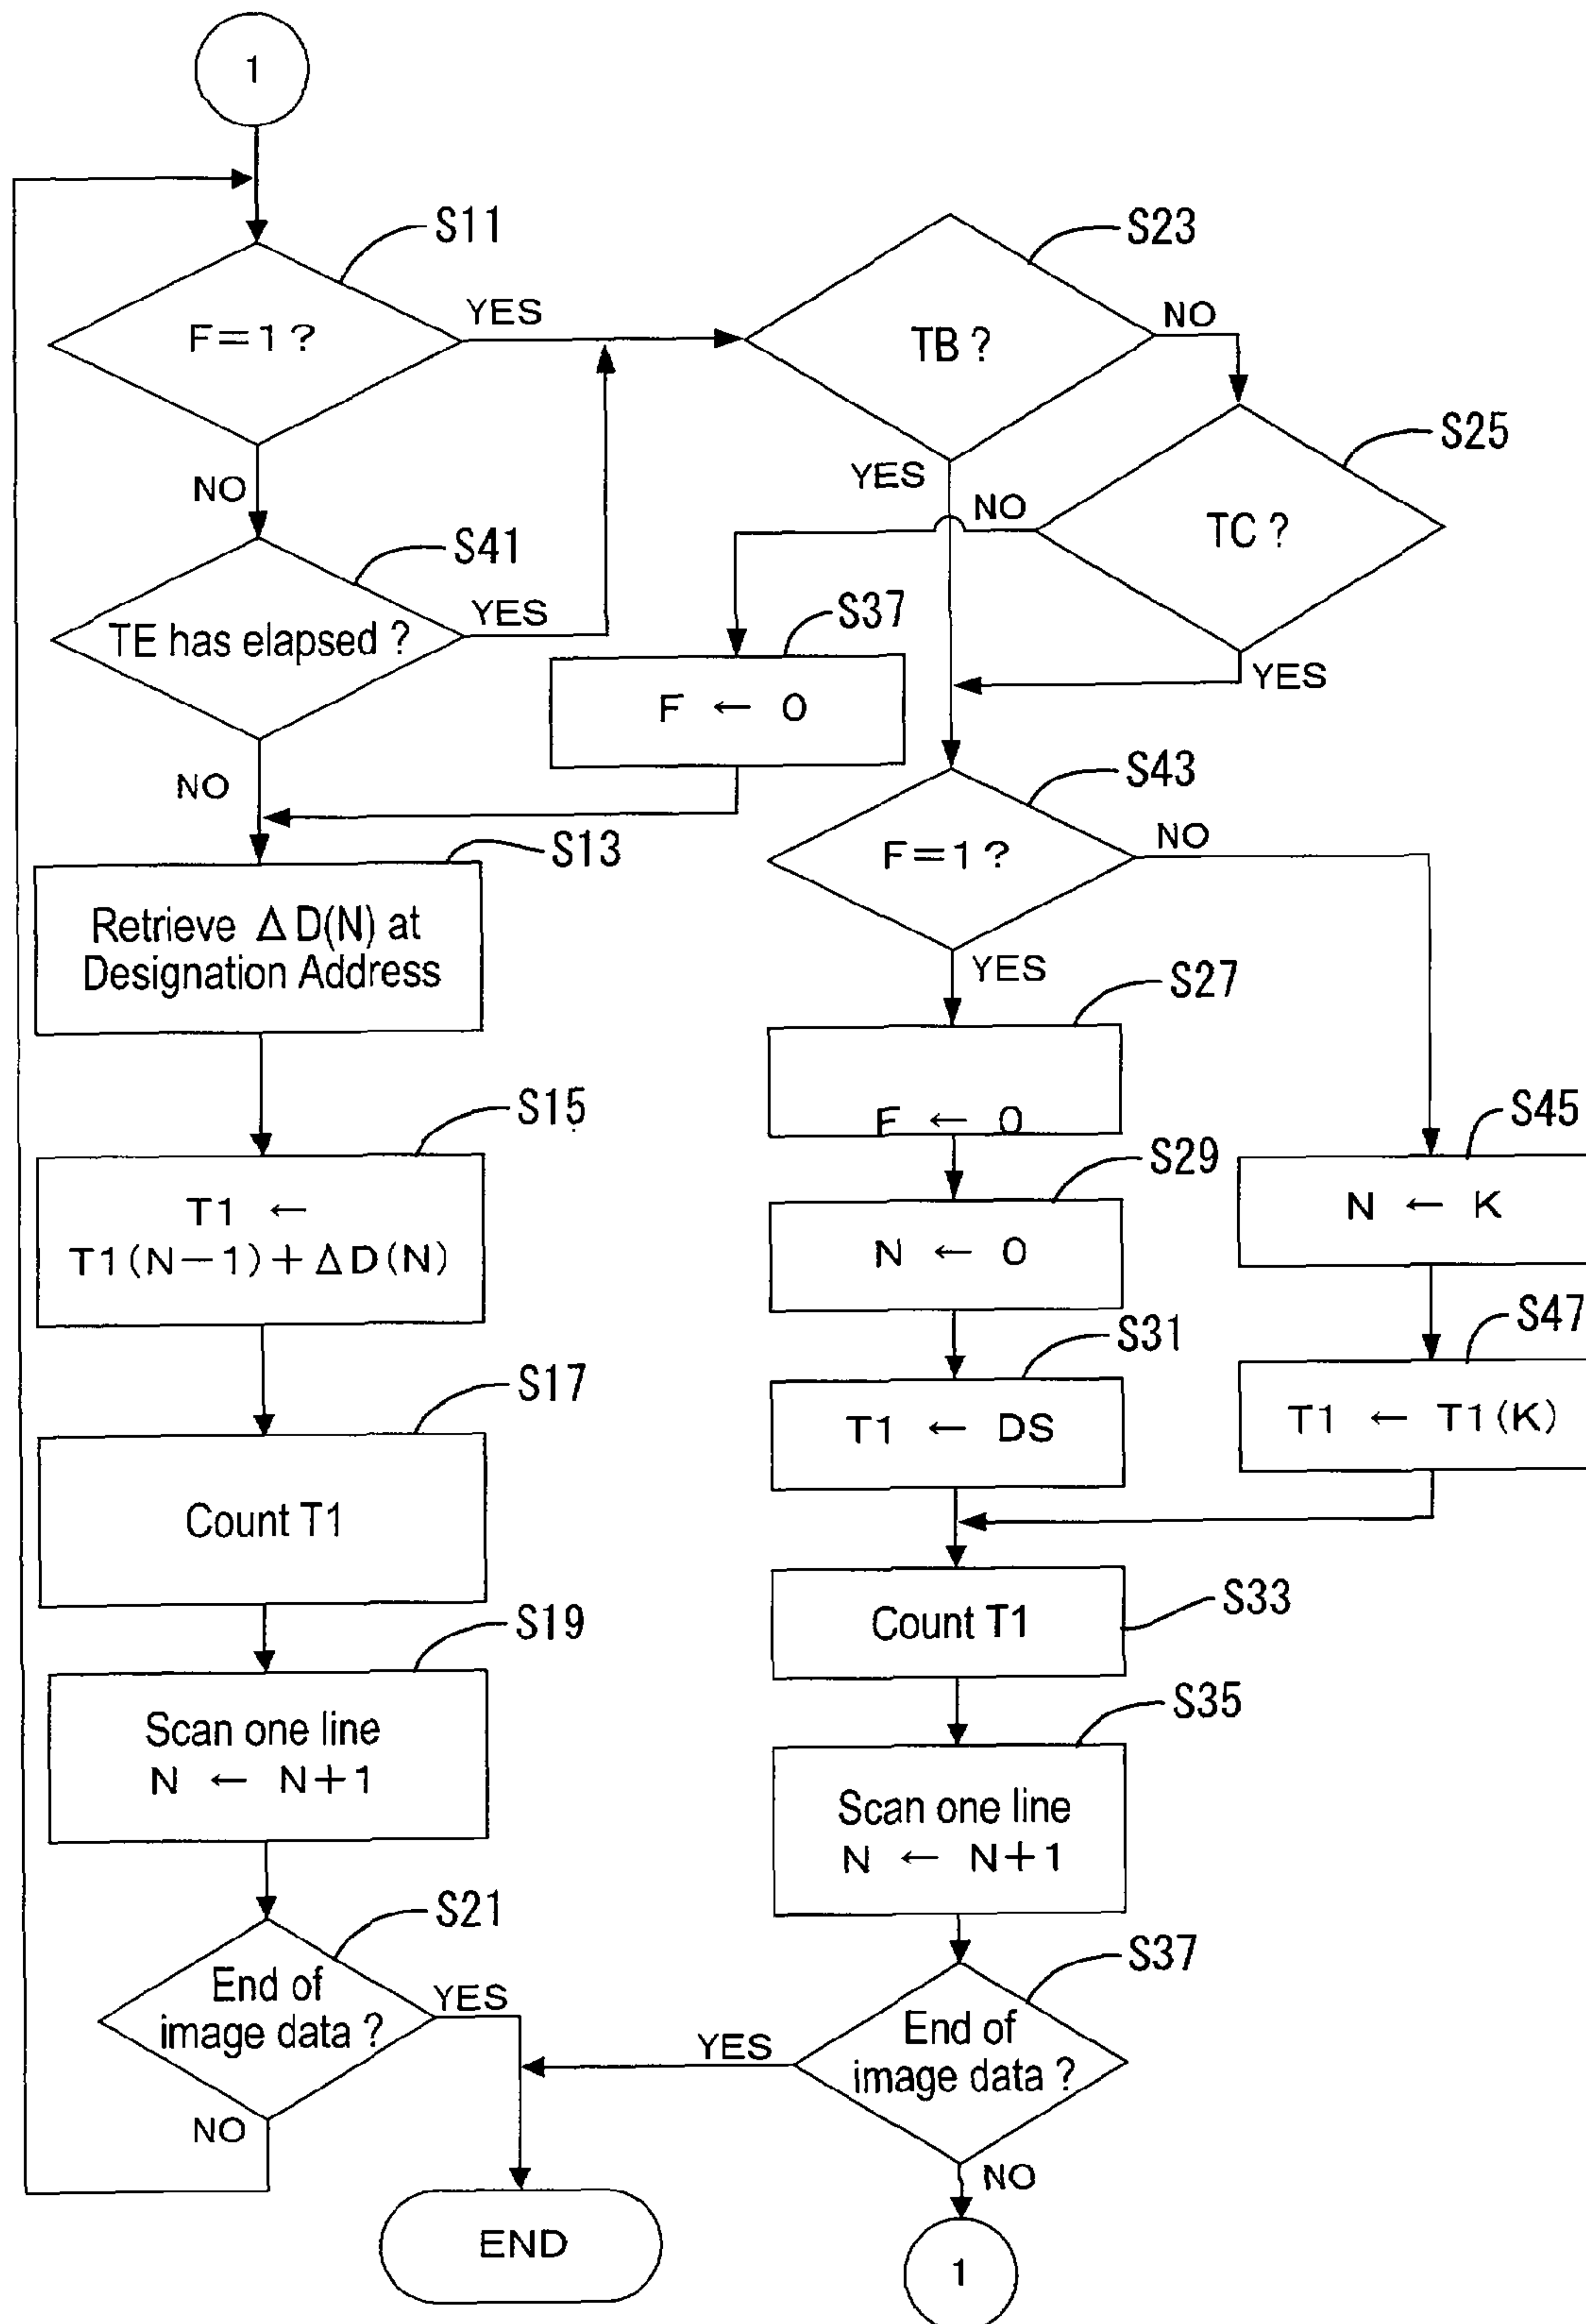 1
S11
F=1?
YES
NO
S41
TE has elapsed ?
YES
NO
S23
TB ?
NO
YES
S25
TC ?
NO
YES
S37
F ← 0
S13
Retrieve ΔD(N) at
Designation Address
S15
T1 ←
T1(N−1)+ΔD(N)
S17
Count T1
S19
Scan one line
N ← N+1
S21
End of
image data ?
YES
NO
S43
F=1?
NO
YES
S27
F ← 0
S29
N ← 0
S31
T1 ← DS
S45
N ← K
S47
T1 ← T1(K)
S33
Count T1
S35
Scan one line
N ← N+1
S37
End of
image data ?
YES
NO
END
1